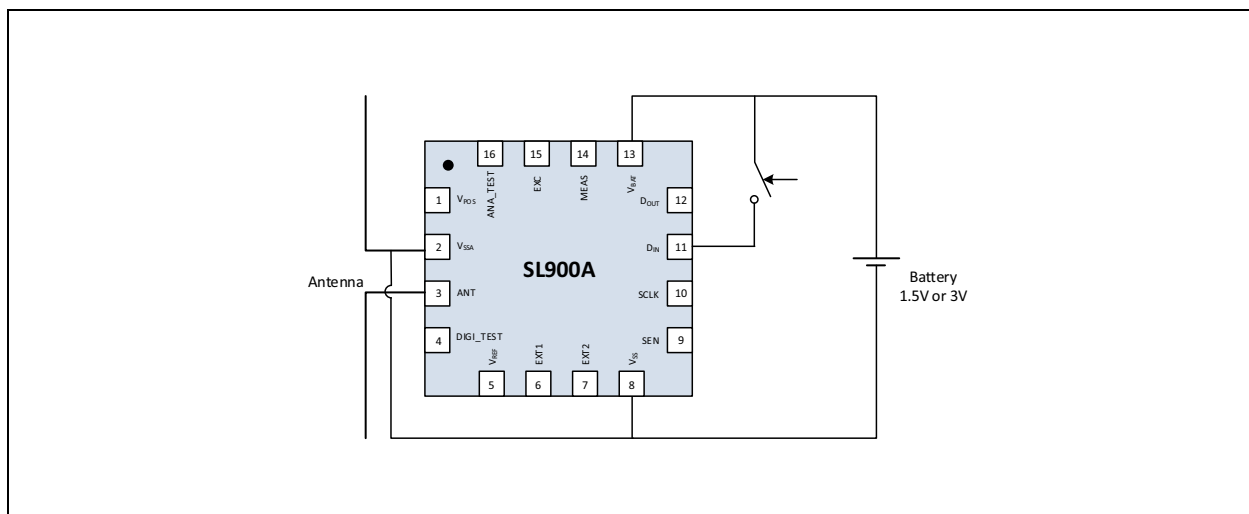 16
15
14
13
ANA_TEST
EXC
MEAS
VBAT
1
VPOS
DOUT
12
2
VSSA
DIN
11
SL900A
Antenna
3
ANT
SCLK
10
Battery
1.5V or 3V
4
DIGI_TEST
SEN
9
VREF
EXT1
EXT2
VSS
5
6
7
8